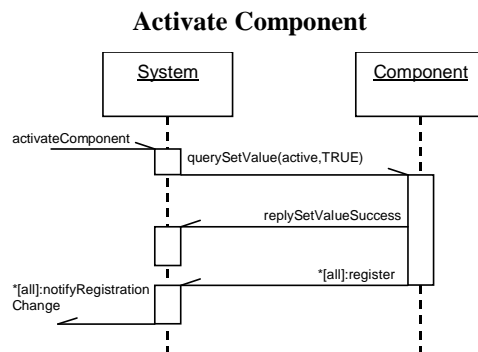 Activate Component
System
Component
activateComponent
querySetValue(active,TRUE)
replySetValueSuccess
*[all]:register
*[all]:notifyRegistration
Change